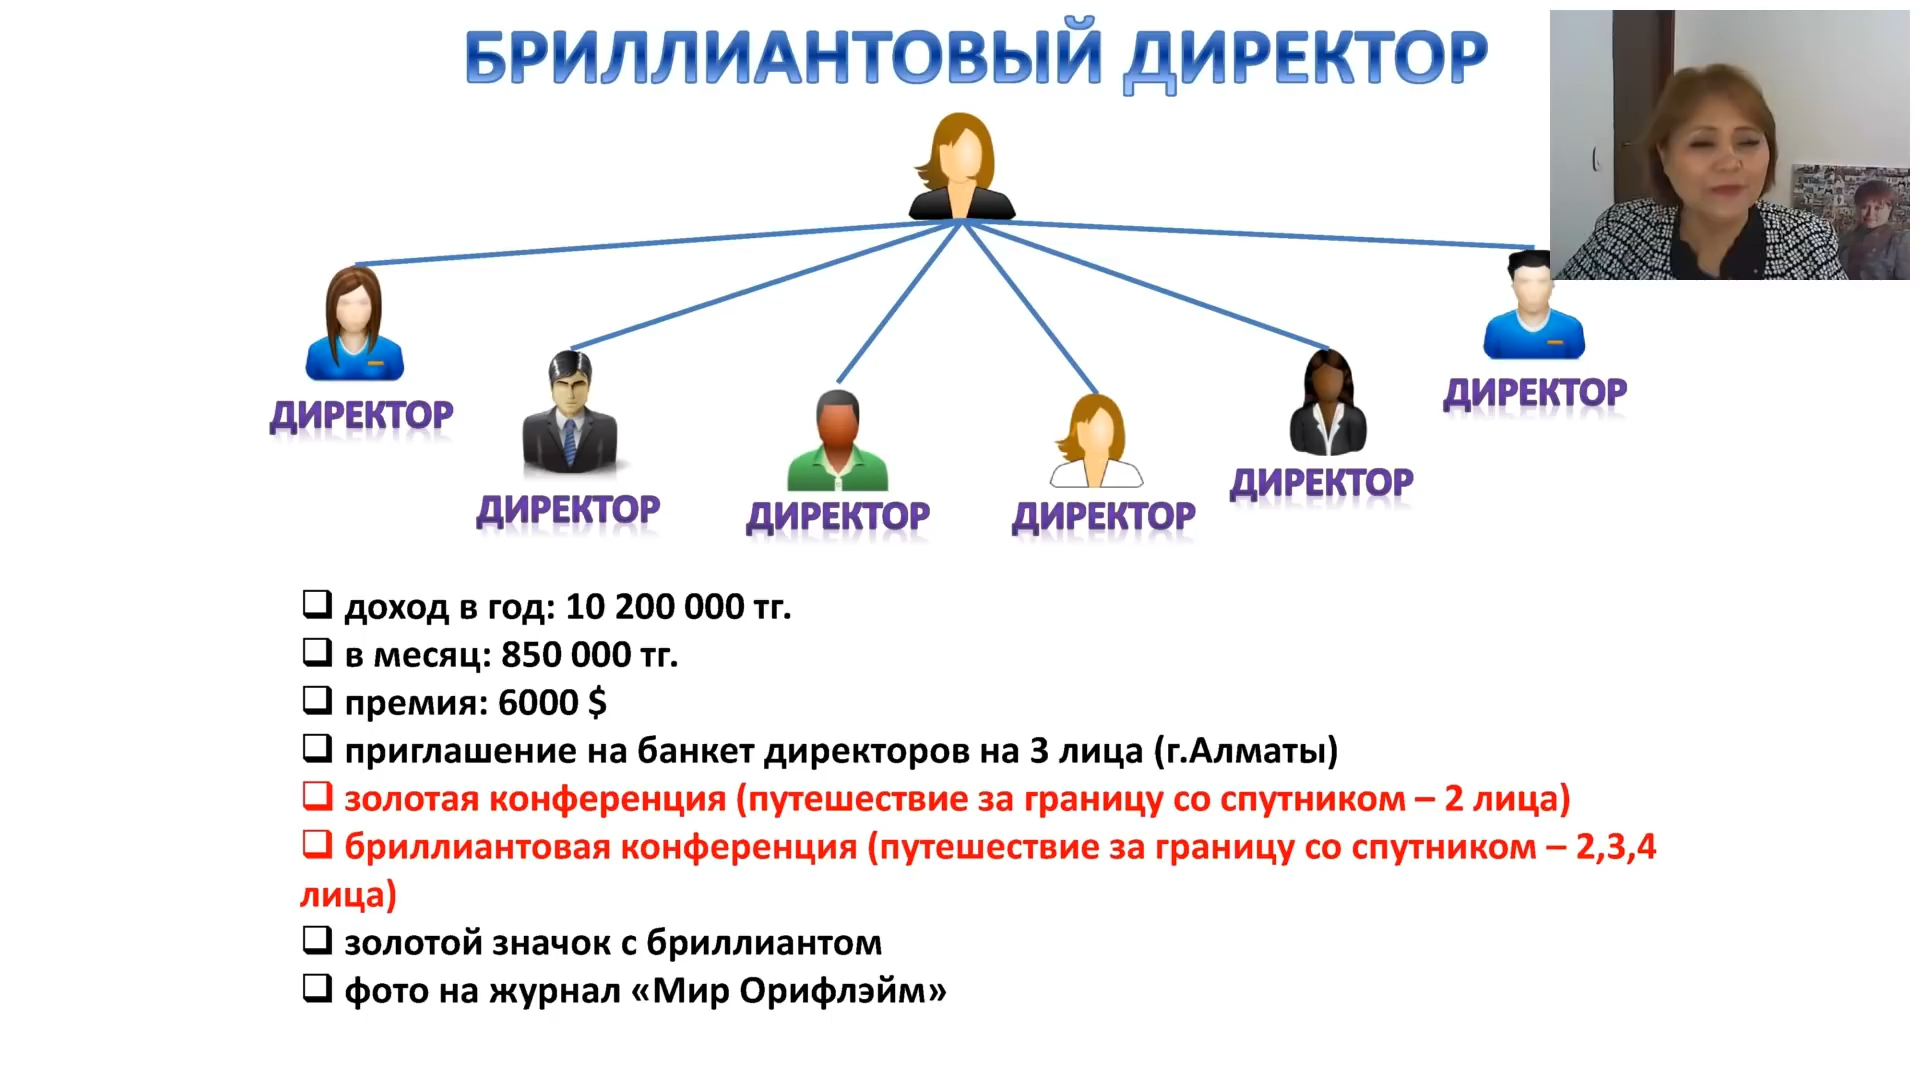 БРИЛЛИАНТОВЫЙ ДИРЕКТОР
ДИРЕКТОР
ДИРЕКТОР
ДИРЕКТОР
ДИРЕКТОР
ДИРЕКТОР
ДИРЕКТОР
доход в год: 10 200 000 тг.
в месяц: 850 000 тг.
премия: 6000 $
приглашение на банкет директоров на 3 лица (г.Алматы)
золотая конференция (путешествие за границу со спутником – 2 лица)
бриллиантовая конференция (путешествие за границу со спутником – 2,3,4
лица)
золотой значок с бриллиантом
фото на журнал «Мир Орифлэйм»